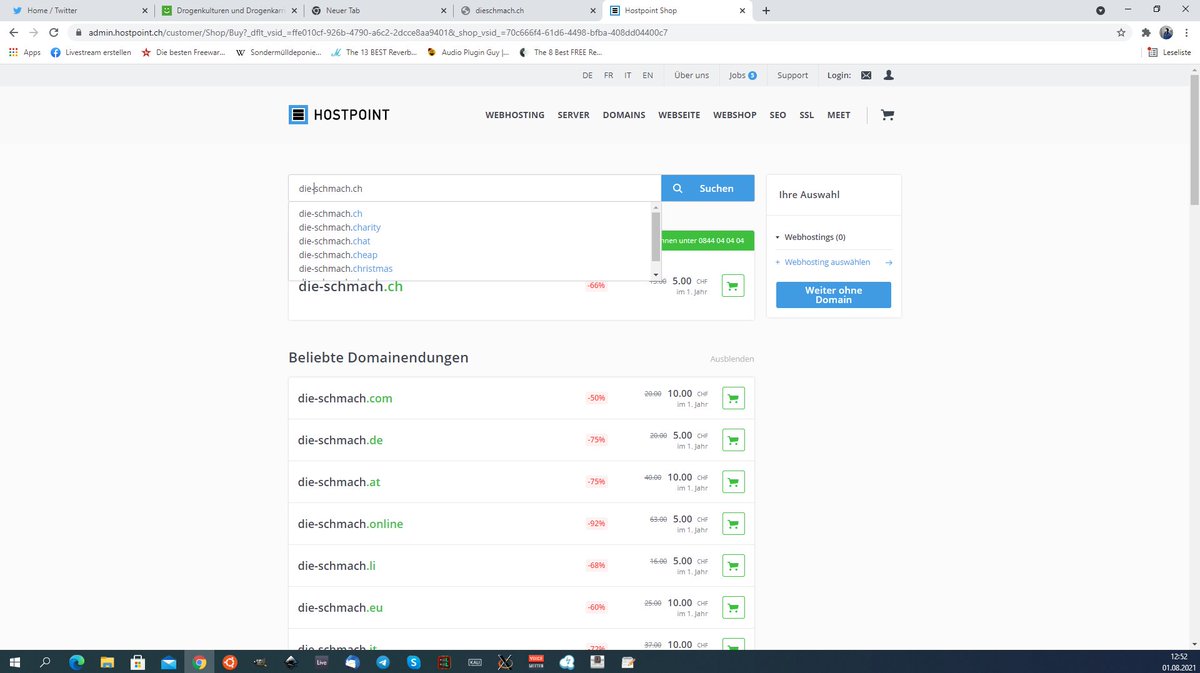 Home / Twitter
Drogenkulturen und Drogenkarr
Neuer Tab
dieschmach.ch
Hostpoint Shop
admin.hostpoint.ch/customer/Shop/Buy?_dflt_vsid_=ffe010cf-926b-4790-a6c2-2dcce8aa9401&_shop_vsid_=70c666f4-61d6-4498-bfba-408dd04400c7
Apps
Livestream erstellen
Die besten Freewar...
Sondermülldeponie...
The 13 BEST Reverb...
Audio Plugin Guy |...
The 8 Best FREE Re...
Leseliste
DE FR IT EN Über uns Jobs 5 Support Login:
HOSTPOINT
WEBHOSTING SERVER DOMAINS WEBSEITE WEBSHOP SEO SSL MEET
die-schmach.ch
Suchen
die-schmach.ch
die-schmach.charity
die-schmach.chat
die-schmach.cheap
die-schmach.christmas
unter 0844 04 04 04
die-schmach.ch -66% 15.00 5.00 CHF
im 1. Jahr
Ihre Auswahl
Webhostings (0)
+ Webhosting auswählen →
Weiter ohne
Domain
Beliebte Domainendungen
Ausblenden
die-schmach.com -50% 20.00 10.00 CHF
im 1. Jahr
die-schmach.de -75% 20.00 5.00 CHF
im 1. Jahr
die-schmach.at -75% 40.00 10.00 CHF
im 1. Jahr
die-schmach.online -92% 63.00 5.00 CHF
im 1. Jahr
die-schmach.li -68% 16.00 5.00 CHF
im 1. Jahr
die-schmach.eu -60% 25.00 10.00 CHF
im 1. Jahr
die-schmach.it -72% 37.00 10.00 CHF
Live
KALI
VOICE
12:52
01.08.2021